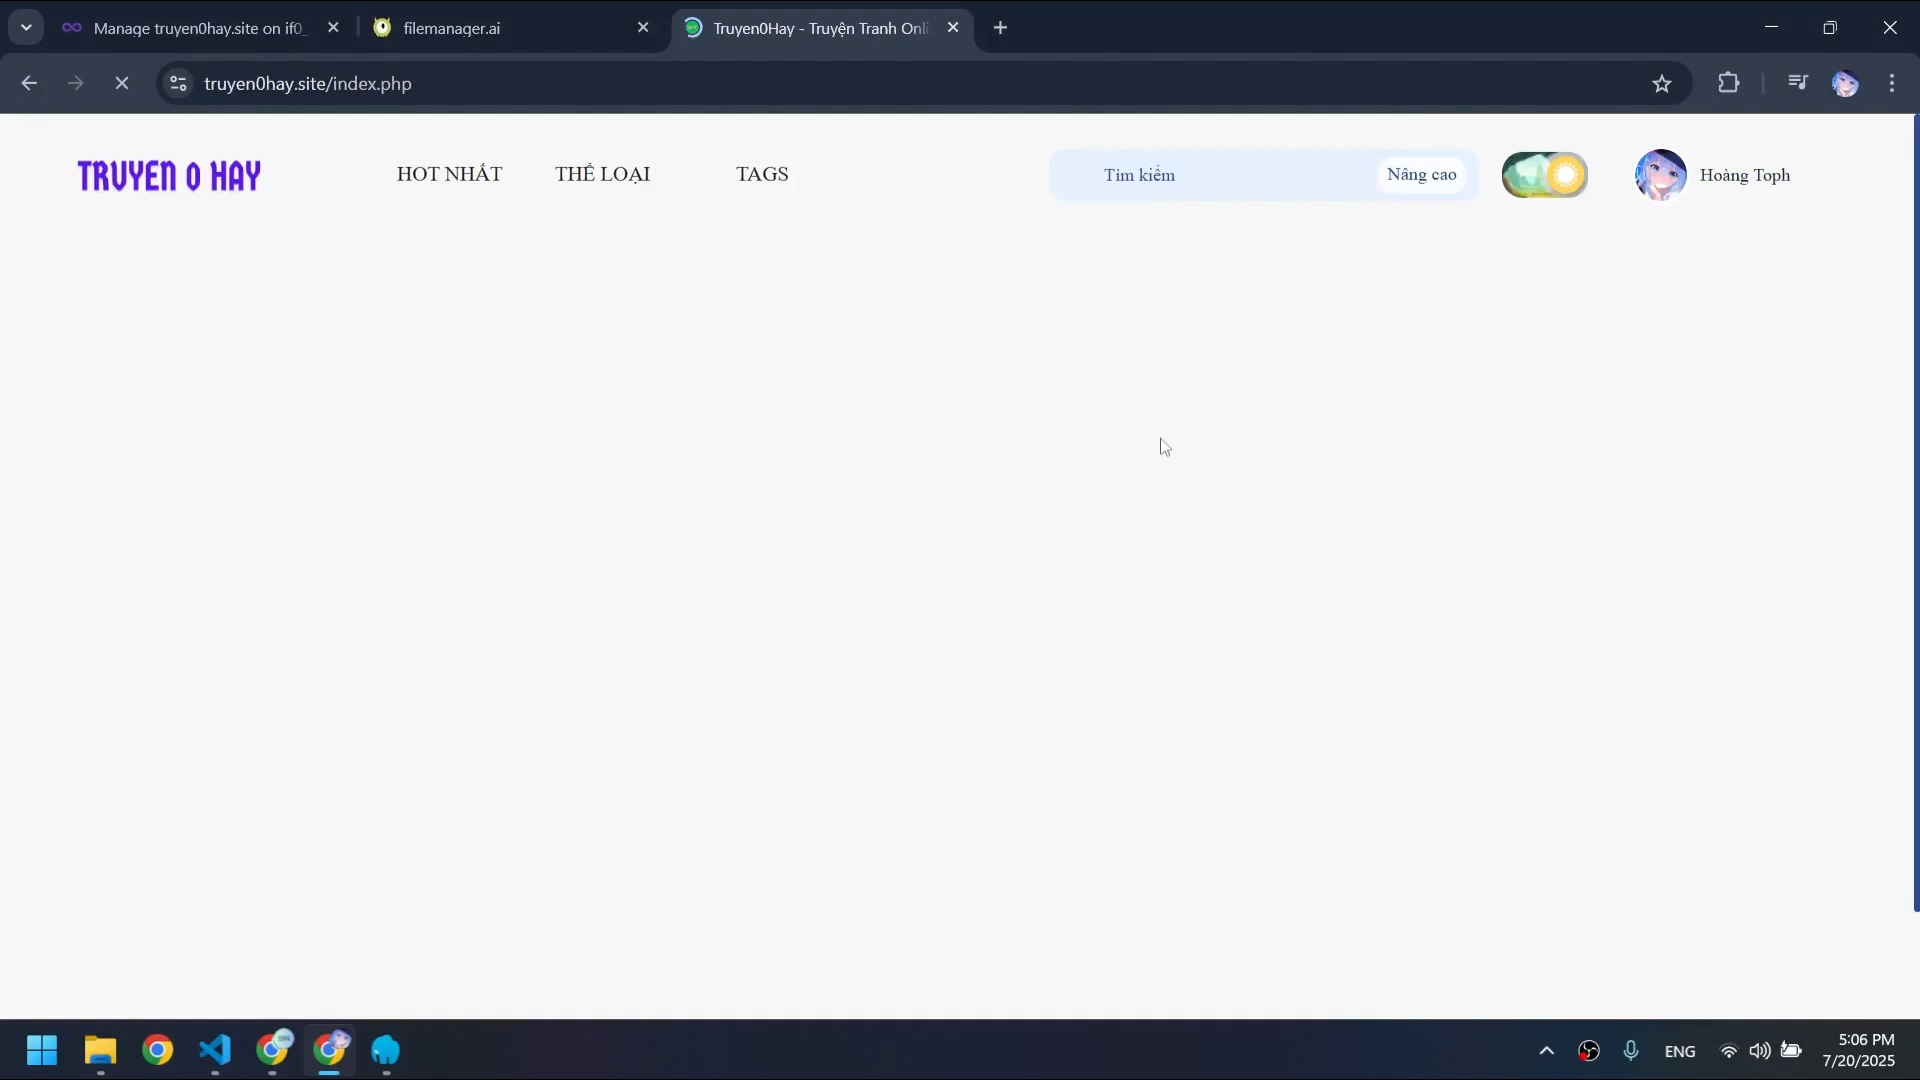 Manage truyen0hay.site on if0_
filemanager.ai
Truyen0Hay - Truyện Tranh Onli
truyen0hay.site/index.php
TRUYEN 0 HAY
HOT NHẤT
THỂ LOẠI
TAGS
Tìm kiếm
Nâng cao
Hoàng Toph
ENG
5:06 PM
7/20/2025